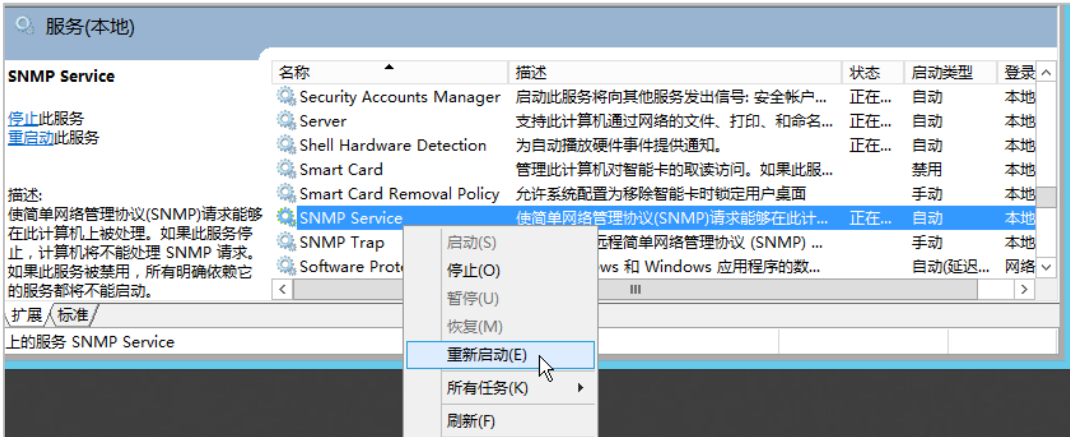 服务(本地)
SNMP Service
停止此服务
重启动此服务
描述:
使简单网络管理协议(SNMP)请求能够
在此计算机上被处理。如果此服务停
止，计算机将不能处理 SNMP 请求。
如果此服务被禁用，所有明确依赖它
的服务都将不能启动。
名称 描述 状态 启动类型 登录
Security Accounts Manager 启动此服务将向其他服务发出信号: 安全帐户... 正在... 自动 本地
Server 支持此计算机通过网络的文件、打印、和命名... 正在... 自动 本地
Shell Hardware Detection 为自动播放硬件事件提供通知。 正在... 自动 本地
Smart Card 管理此计算机对智能卡的取读访问。如果此服... 禁用 本地
Smart Card Removal Policy 允许系统配置为移除智能卡时锁定用户桌面 手动 本地
SNMP Service 使简单网络管理协议(SNMP)请求能够在此计... 正在... 自动 本地
SNMP Trap 程简单网络管理协议 (SNMP) ... 手动 本地
Software Prote ws 和 Windows 应用程序的数... 自动(延迟... 网络
启动(S)
停止(O)
暂停(U)
恢复(M)
重新启动(E)
所有任务(K)
刷新(F)
扩展 标准
上的服务 SNMP Service